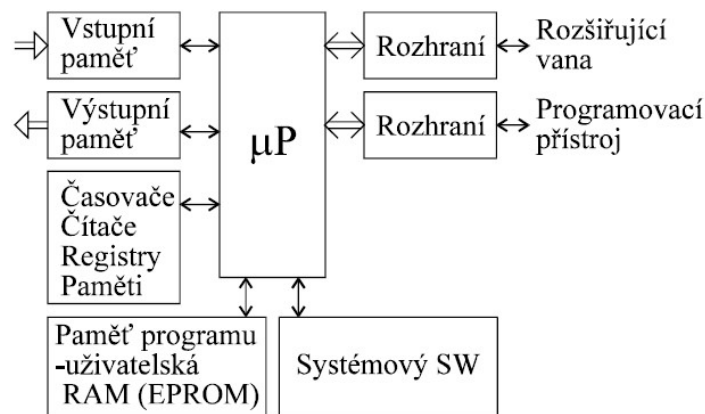 Vstupní
paměť
Výstupní
paměť
Časovače
Čítače
Registry
Paměti
µP
Rozhraní
Rozšiřující
vana
Rozhraní
Programovací
přístroj
Paměť programu
-uživatelská
RAM (EPROM)
Systémový SW